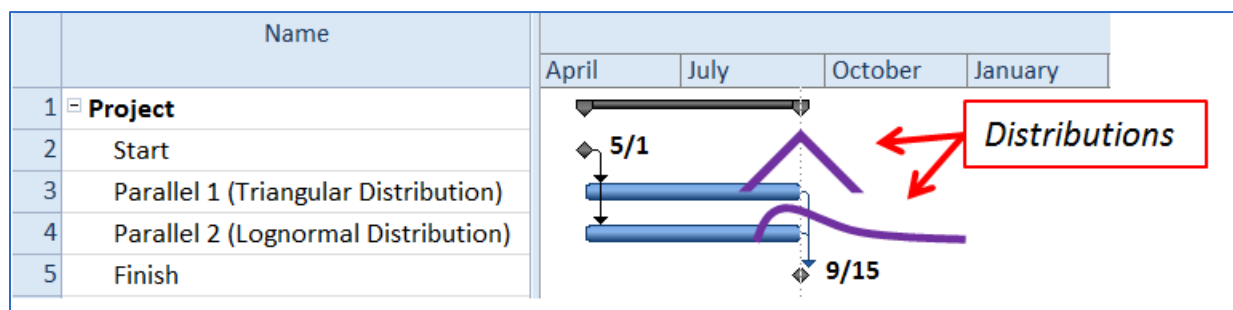 Name
April July October January
1 Project
2 Start 5/1
Distributions
3 Parallel 1 (Triangular Distribution)
4 Parallel 2 (Lognormal Distribution)
5 Finish 9/15